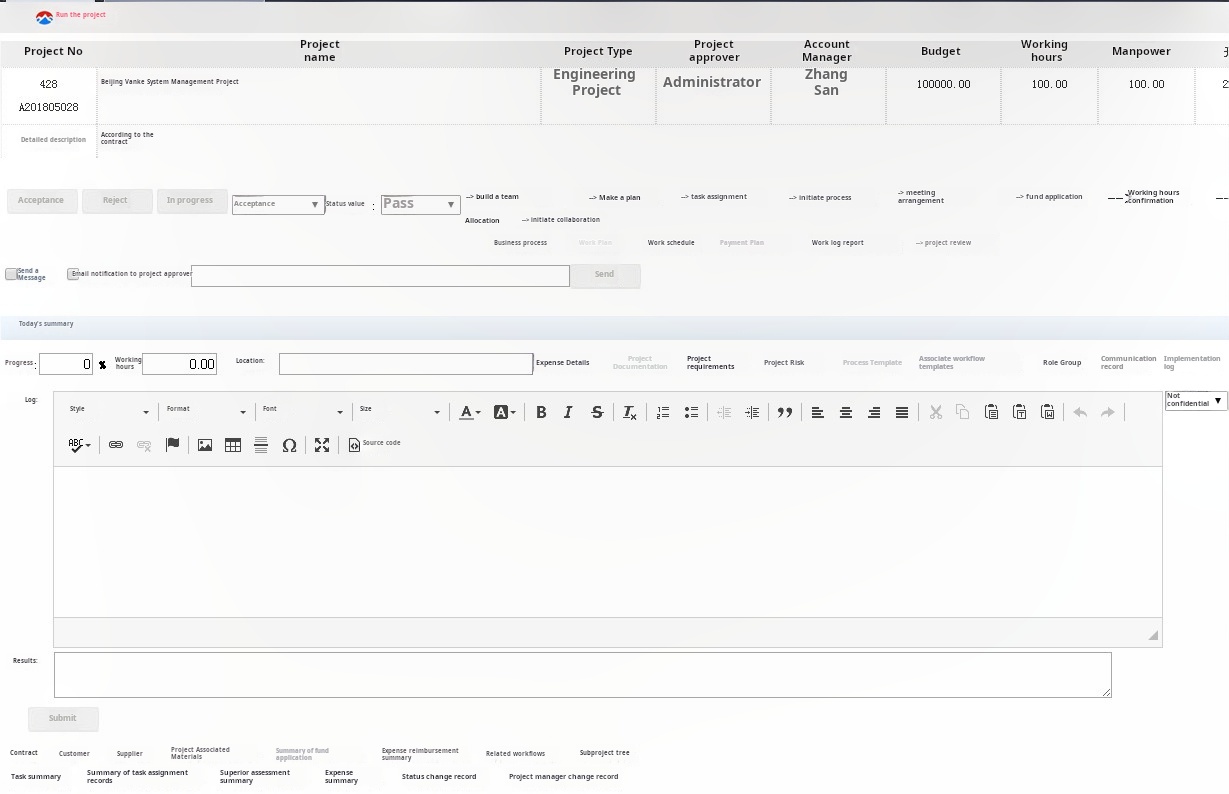 Run the project
Project No Project name Project Type Project approver Account Manager Budget Working hours Manpower
428 Beijing Vanke System Management Project Engineering Project Administrator Zhang San 100000.00 100.00 100.00
A201805028
Detailed description According to the contract
Acceptance Reject In progress Acceptance Status value : Pass --> build a team --> Make a plan --> task assignment --> initiate process --> meeting arrangement --> fund application Working hours confirmation
Allocation --> initiate collaboration
Business process Work Plan Work schedule Payment Plan Work log report --> project review
Send a Message Email notification to project approver Send
Today's summary
Progress : 0 % Working hours 0.00 Location: Expense Details Project Documentation Project requirements Project Risk Process Template Associate workflow templates Role Group Communication record Implementation log
Log: Style Format Font Size Not confidential
Source code
Results:
Submit
Contract Customer Supplier Project Associated Materials Summary of fund application Expense reimbursement summary Related workflows Subproject tree
Task summary Summary of task assignment records Superior assessment summary Expense summary Status change record Project manager change record